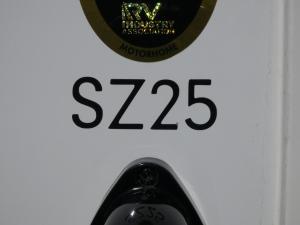 RV
INDUSTRY
ASSOCIATION
MOTORHOME
SZ25